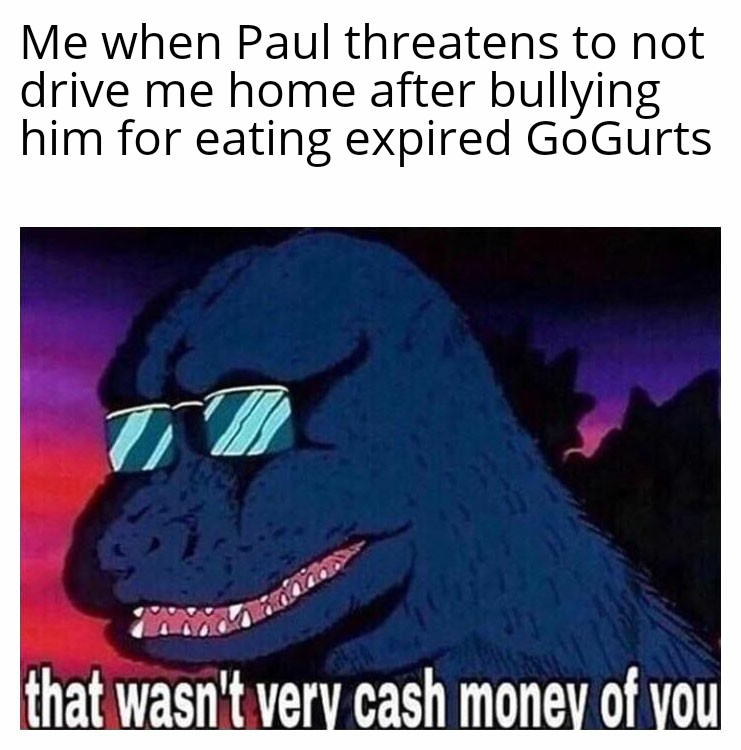 Me when Paul threatens to not
drive me home after bullying
him for eating expired GoGurts
that wasn't very cash money of you